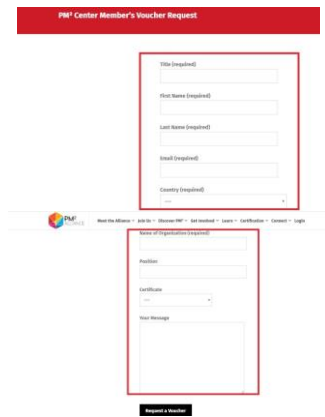 PM² Center Member's Voucher Request
Title (required)
First Name (required)
Last Name (required)
Email (required)
Country (required)
---
PM² ALLIANCE
Meet the Alliance Join Us Discover PM² Get Involved Learn Certification Connect Login
Name of Organisation (required)
Position
Certificate
---
Your Message
Request a Voucher